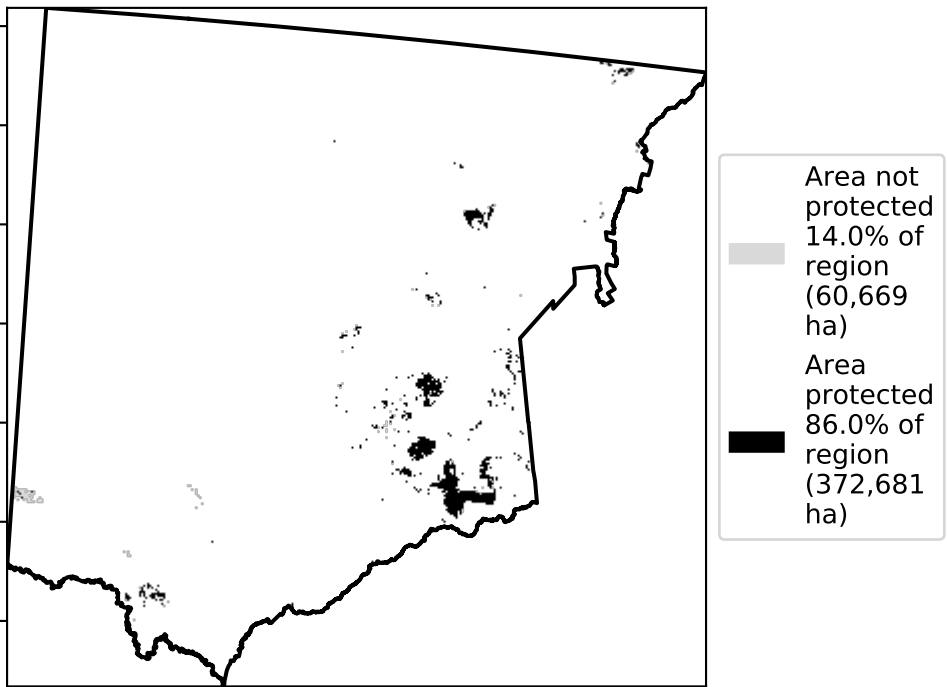 Area not
protected
14.0% of
region
(60,669
ha)
Area
protected
86.0% of
region
(372,681
ha)